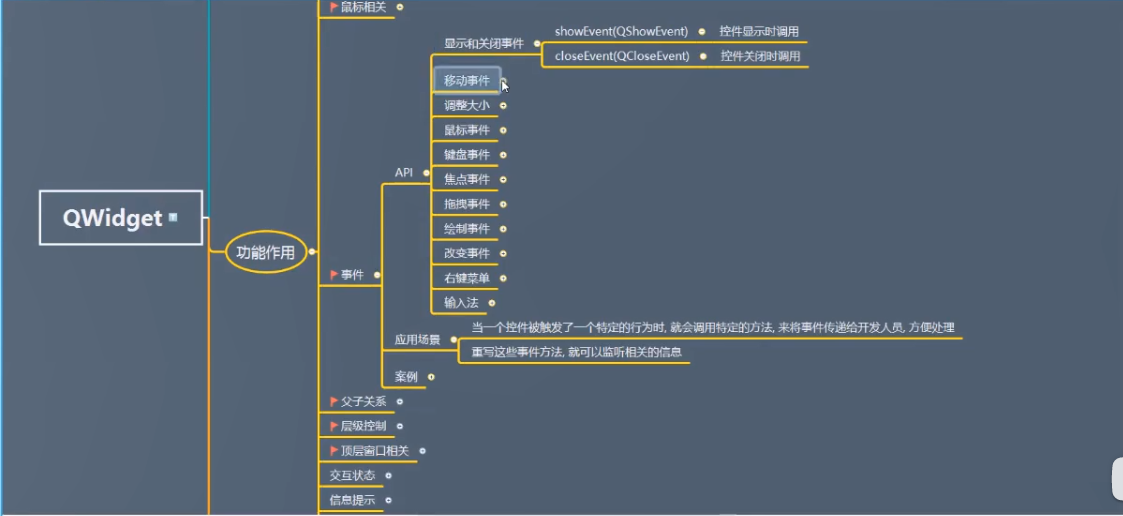 鼠标相关
showEvent(QShowEvent) 控件显示时调用
显示和关闭事件
closeEvent(QCloseEvent) 控件关闭时调用
移动事件
调整大小
鼠标事件
键盘事件
API
焦点事件
拖拽事件
QWidget
绘制事件
功能作用
改变事件
事件
右键菜单
输入法
当一个控件被触发了一个特定的行为时, 就会调用特定的方法, 来将事件传递给开发人员, 方便处理
应用场景
重写这些事件方法, 就可以监听相关的信息
案例
父子关系
层级控制
顶层窗口相关
交互状态
信息提示